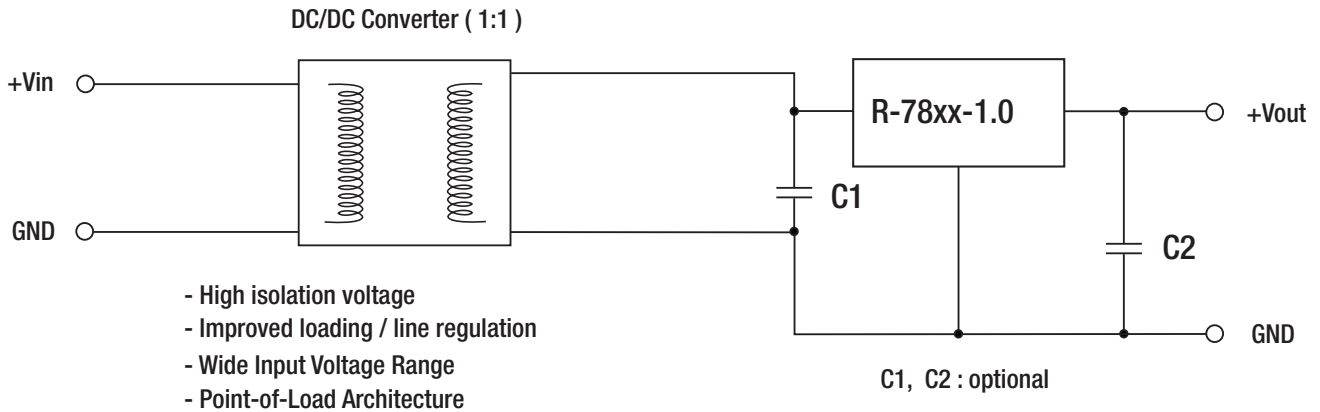 DC/DC Converter ( 1:1 )
+Vin
R-78xx-1.0
+Vout
C1
GND
C2
- High isolation voltage
- Improved loading / line regulation
GND
- Wide Input Voltage Range
C1, C2 : optional
- Point-of-Load Architecture